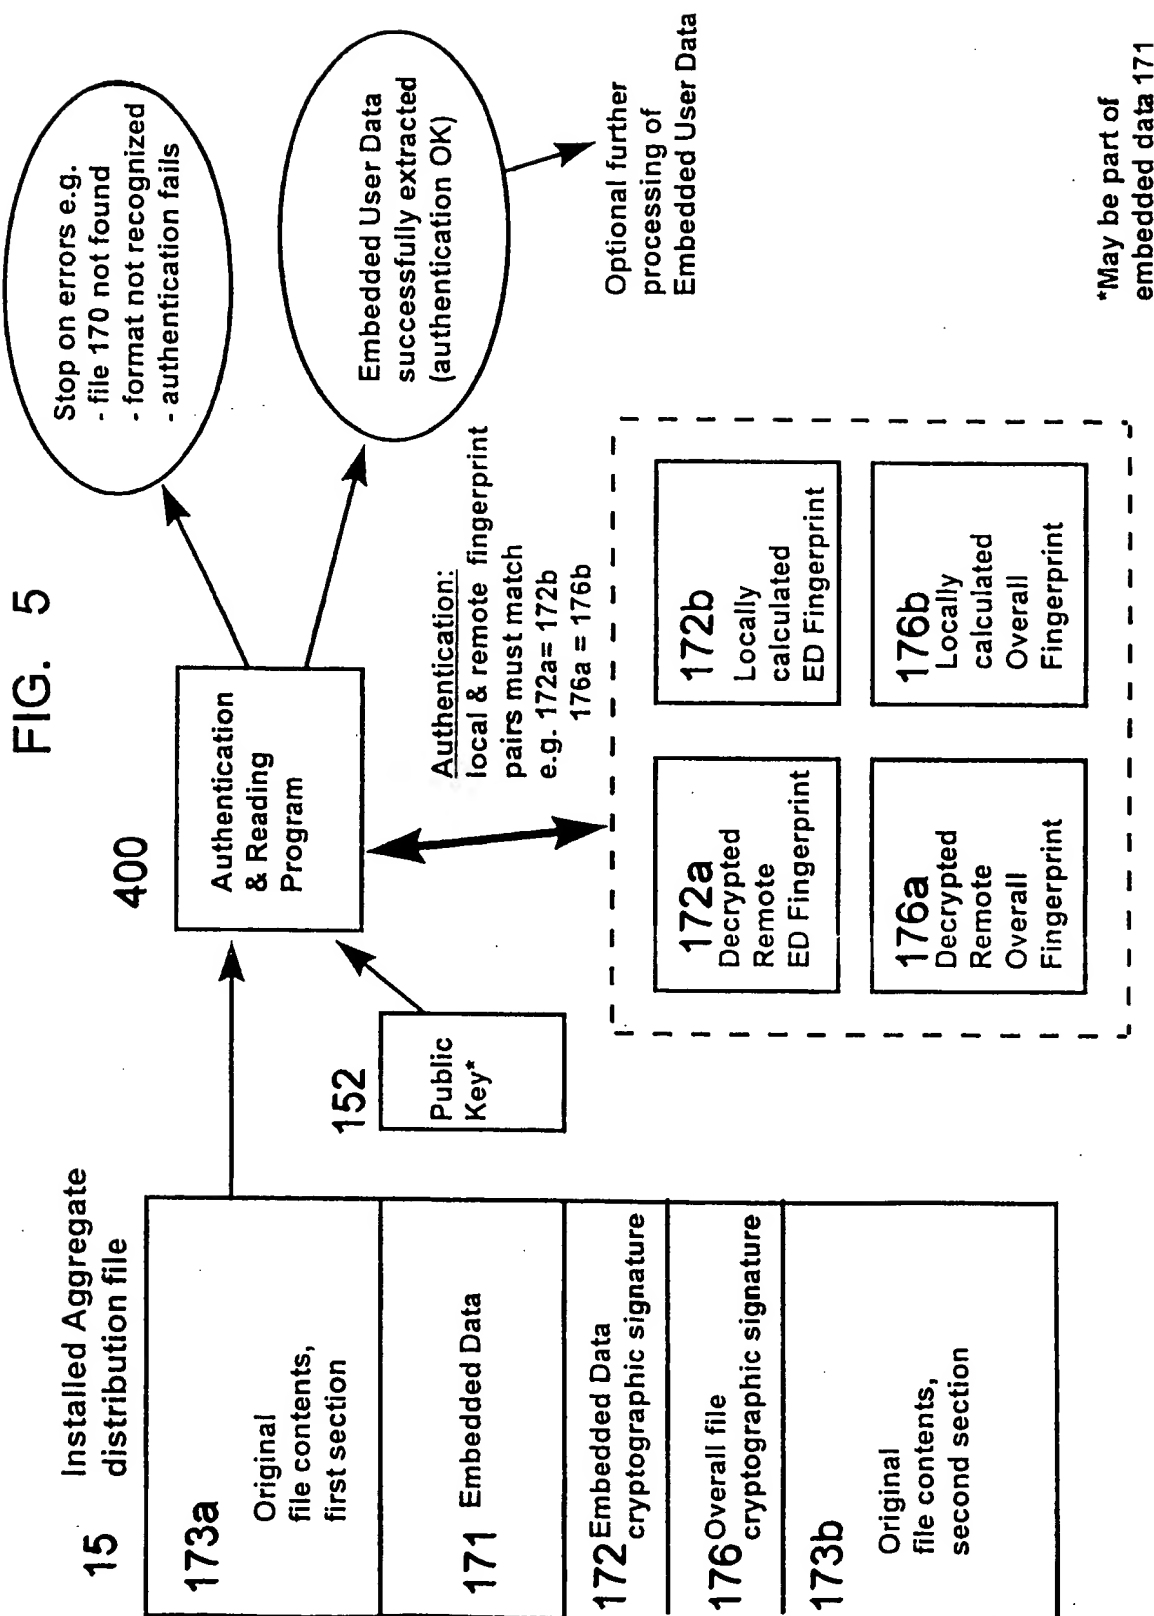 FIG. 5
15
Installed Aggregate
distribution file
173a
Original
file contents,
first section
171 Embedded Data
172 Embedded Data
cryptographic signature
176 Overall file
cryptographic signature
173b
Original
file contents,
second section
152
Public
Key*
400
Authentication
& Reading
Program
Stop on errors e.g.
- file 170 not found
- format not recognized
- authentication fails
Embedded User Data
successfully extracted
(authentication OK)
Optional further
processing of
Embedded User Data
Authentication:
local & remote fingerprint
pairs must match
e.g. 172a= 172b
176a = 176b
172a
Decrypted
Remote
ED Fingerprint
172b
Locally
calculated
ED Fingerprint
176a
Decrypted
Remote
Overall
Fingerprint
176b
Locally
calculated
Overall
Fingerprint
*May be part of
embedded data 171